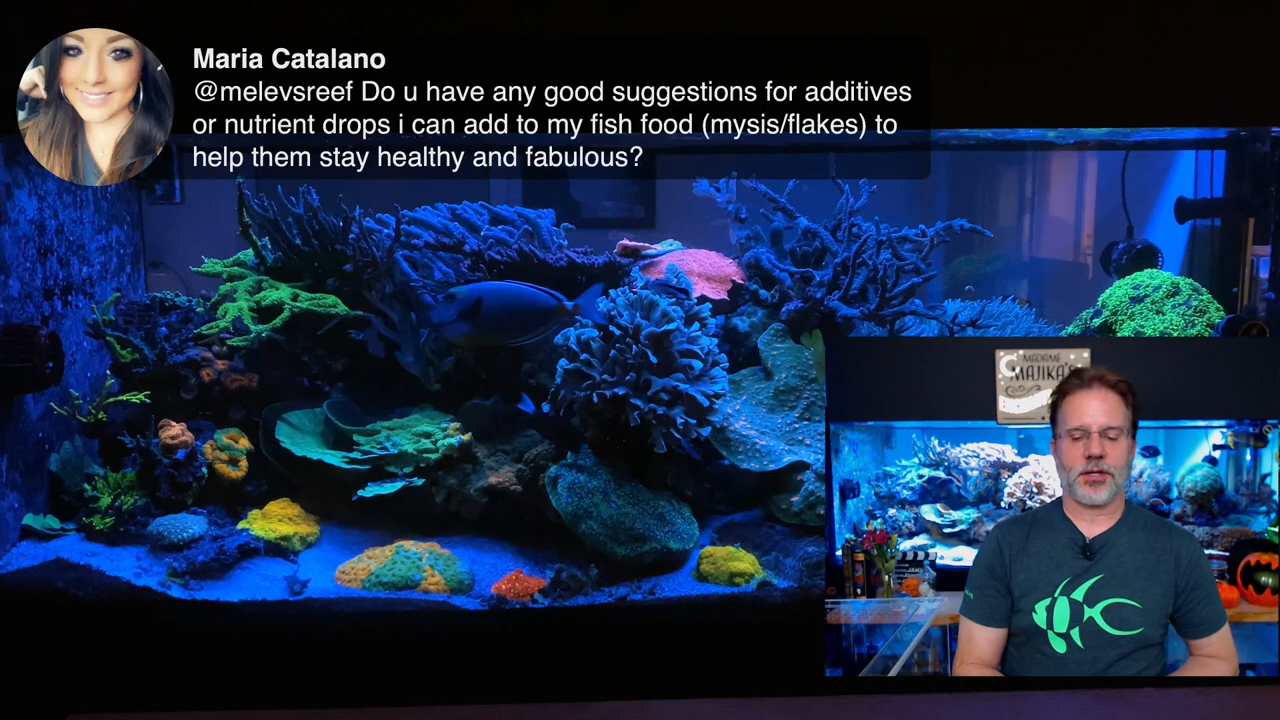 Maria Catalano
@melevsreef Do u have any good suggestions for additives
or nutrient drops i can add to my fish food (mysis/flakes) to
help them stay healthy and fabulous?
MADAME
MAJIKA'S